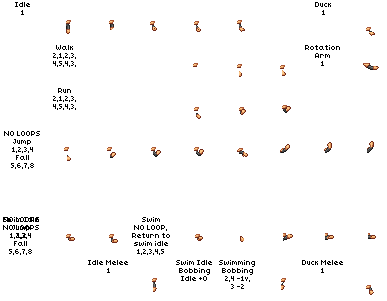 Idle
1
Duck
1
Walk
2,1,2,3,
4,5,4,3,
Rotation
Arm
1
Run
2,1,2,3,
4,5,4,3,
NO LOOPS
Jump
1,2,3,4
Fall
5,6,7,8
NO LOOPS
Fall
5,6,7,8
Swim
NO LOOP,
Return to
swim idle
1,2,3,4,5
Idle Melee
1
Swim Idle
Bobbing
Idle +0
Swimming
Bobbing
2,4 -1v,
3 -2
Duck Melee
1